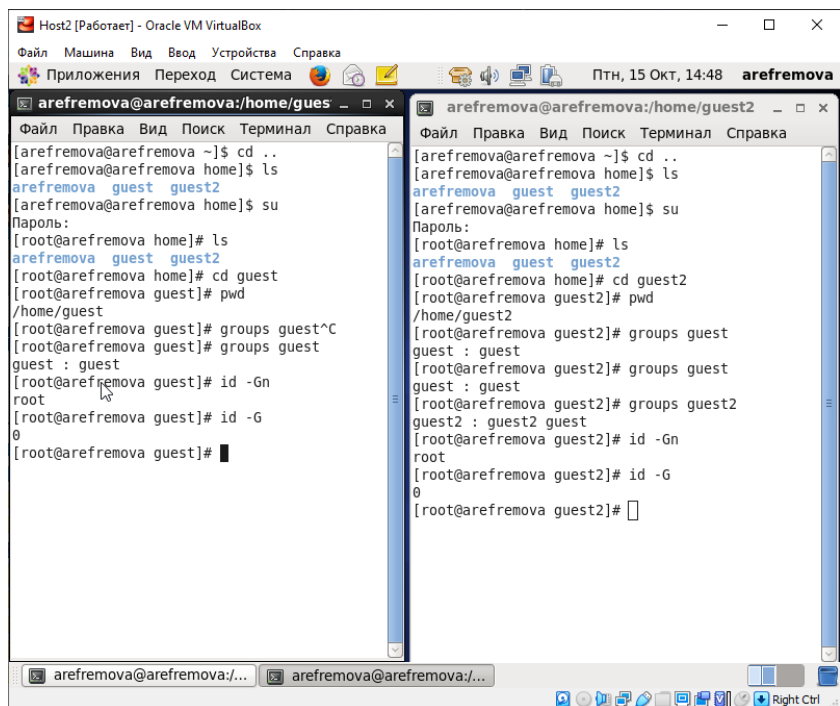 Host2 [Работает] - Oracle VM VirtualBox
Файл Машина Вид Ввод Устройства Справка
Приложения Переход Система Птн, 15 Окт, 14:48 arefremova
arefremova@arefremova:/home/gues
Файл Правка Вид Поиск Терминал Справка
[arefremova@arefremova ~]$ cd ..
[arefremova@arefremova home]$ ls
arefremova guest guest2
[arefremova@arefremova home]$ su
Пароль:
[root@arefremova home]# ls
arefremova guest guest2
[root@arefremova home]# cd guest
[root@arefremova guest]# pwd
/home/guest
[root@arefremova guest]# groups guest^C
[root@arefremova guest]# groups guest
guest : guest
[root@arefremova guest]# id -Gn
root
[root@arefremova guest]# id -G
0
[root@arefremova guest]#
arefremova@arefremova:/home/guest2
Файл Правка Вид Поиск Терминал Справка
[arefremova@arefremova ~]$ cd ..
[arefremova@arefremova home]$ ls
arefremova guest guest2
[arefremova@arefremova home]$ su
Пароль:
[root@arefremova home]# ls
arefremova guest guest2
[root@arefremova home]# cd guest2
[root@arefremova guest2]# pwd
/home/guest2
[root@arefremova guest2]# groups guest
guest : guest
[root@arefremova guest2]# groups guest
guest : guest
[root@arefremova guest2]# groups guest2
guest2 : guest2 guest
[root@arefremova guest2]# id -Gn
root
[root@arefremova guest2]# id -G
0
[root@arefremova guest2]#
arefremova@arefremova:/... arefremova@arefremova:/...
Right Ctrl